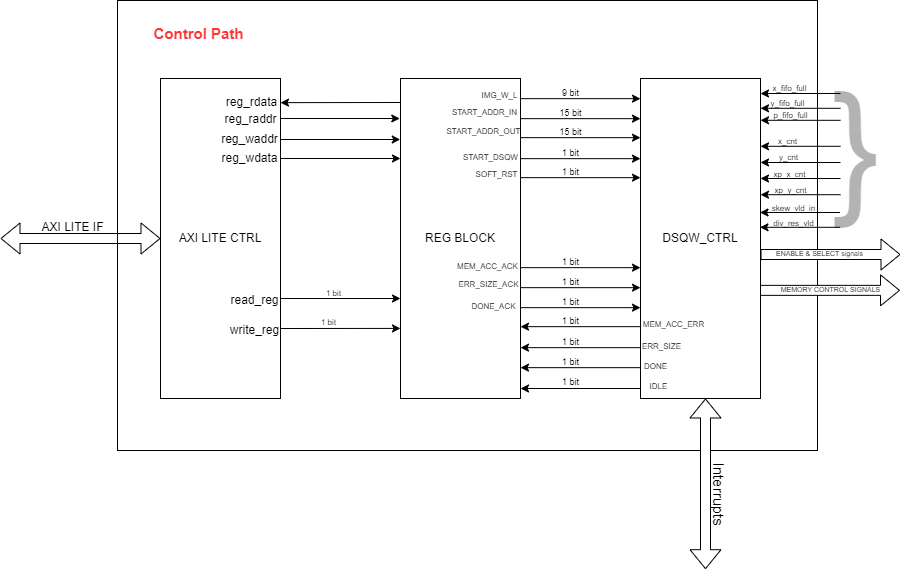 Control Path
AXI LITE IF
reg_rdata
reg_raddr
reg_waddr
reg_wdata
AXI LITE CTRL
read_reg
write_reg
1 bit
1 bit
IMG_W_L
START_ADDR_IN
START_ADDR_OUT
START_DSQW
SOFT_RST
REG BLOCK
MEM_ACC_ACK
ERR_SIZE_ACK
DONE_ACK
9 bit
15 bit
15 bit
1 bit
1 bit
1 bit
1 bit
1 bit
1 bit
1 bit
1 bit
1 bit
DSQW_CTRL
MEM_ACC_ERR
ERR_SIZE
DONE
IDLE
x_fifo_full
y_fifo_full
p_fifo_full
x_cnt
y_cnt
xp_x_cnt
xp_y_cnt
skew_vld_in
div_res_vld
ENABLE & SELECT signals
MEMORY CONTROL SIGNALS
Interrupts